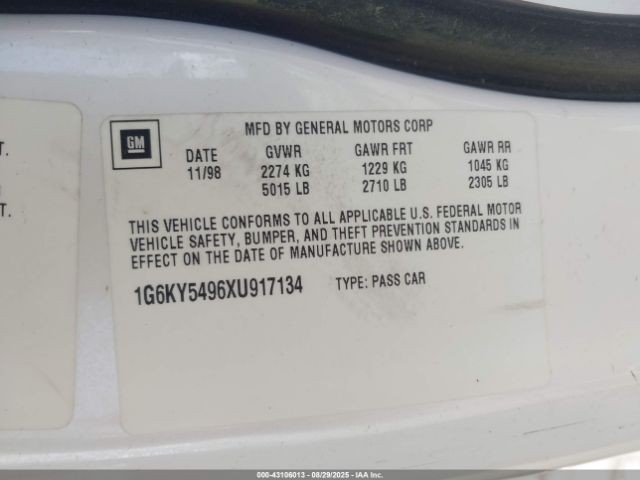 T.
T.
GM
MFD BY GENERAL MOTORS CORP
DATE GVWR GAWR FRT GAWR RR
11/98 2274 KG 1229 KG 1045 KG
5015 LB 2710 LB 2305 LB
THIS VEHICLE CONFORMS TO ALL APPLICABLE U.S. FEDERAL MOTOR
VEHICLE SAFETY, BUMPER, AND THEFT PREVENTION STANDARDS IN
EFFECT ON THE DATE OF MANUFACTURE SHOWN ABOVE.
1G6KY5496XU917134 TYPE: PASS CAR
000-43106013 - 08/29/2025 - IAAI.COM